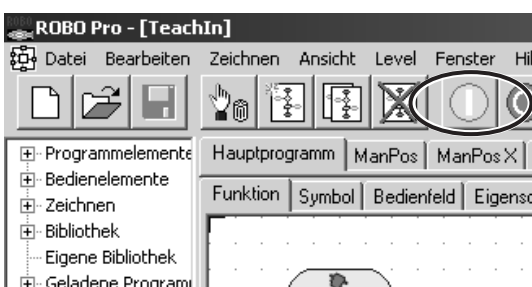 ROBO Pro - [TeachIn]
Datei Bearbeiten Zeichnen Ansicht Level Fenster
Programmelemente
Bedienelemente
Zeichnen
Bibliothek
Eigene Bibliothek
Geladene
Hauptprogramm ManPos ManPosX
Funktion Symbol Bedienfeld